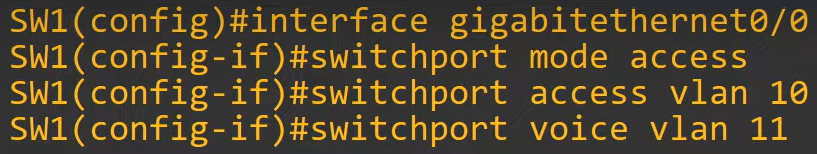 SW1(config)#interface gigabitethernet0/0
SW1(config-if)#switchport mode access
SW1(config-if)#switchport access vlan 10
SW1(config-if)#switchport voice vlan 11